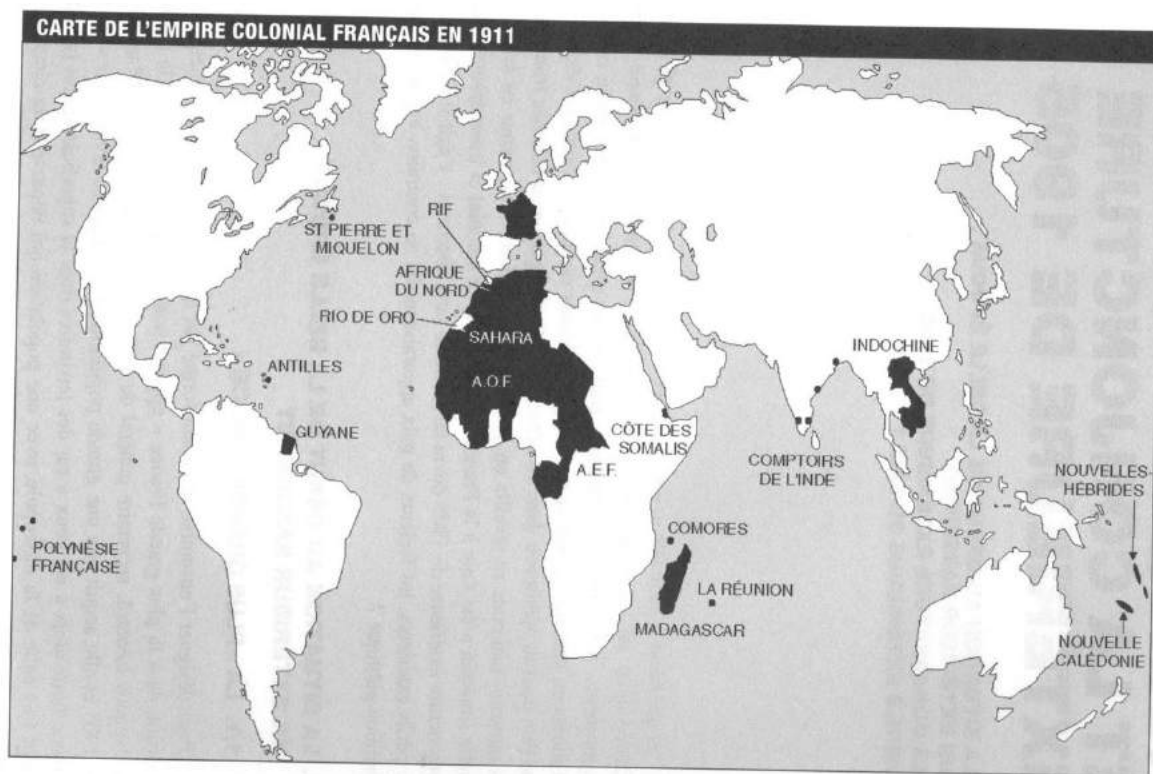 CARTE DE L'EMPIRE COLONIAL FRANÇAIS EN 1911
RIF
ST PIERRE ET
MIQUELON
AFRIQUE
DU NORD
RIO DE ORO
SAHARA
INDOCHINE
ANTILLES
A.O.F.
GUYANE
CÔTE DES
SOMALIS
A.E.F.
COMPTOIRS
DE L'INDE
NOUVELLES-
HÉBRIDES
COMORES
POLYNÉSIE
FRANÇAISE
LA RÉUNION
MADAGASCAR
NOUVELLE
CALÉDONIE